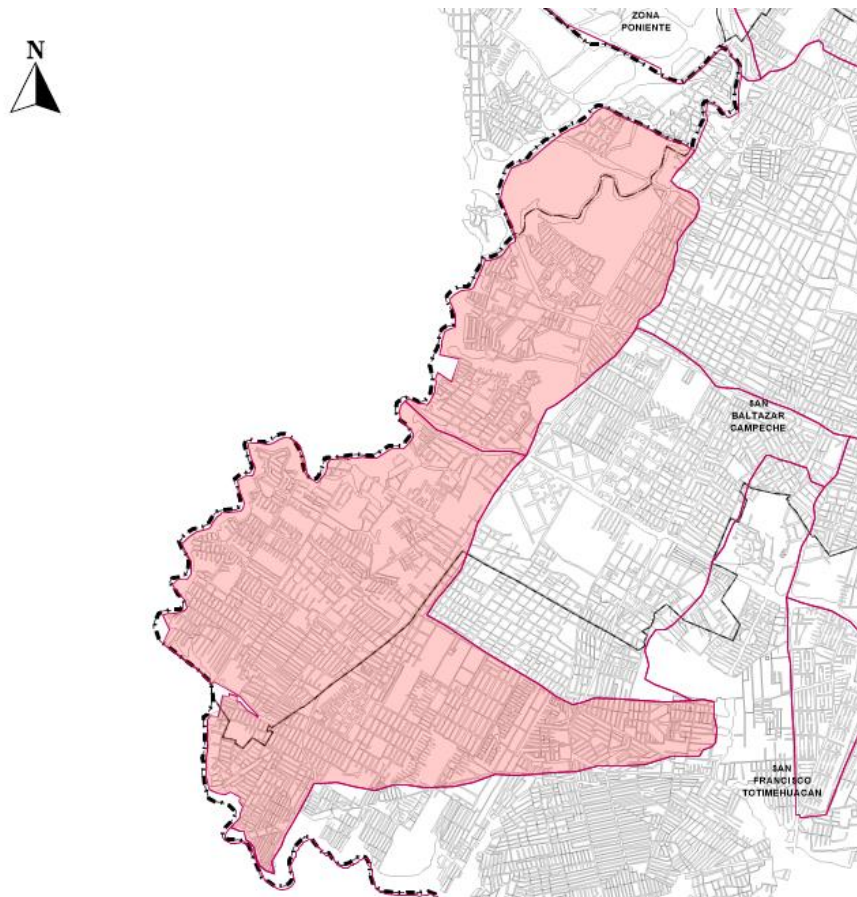 ZONA
PONIENTE
N
SAN
BALTAZAR
CAMPECHE
SAN
FRANCISCO
TOTIMEHUACAN